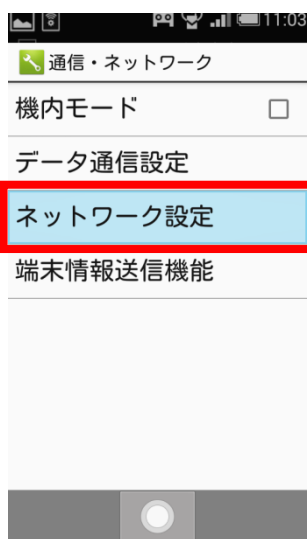 11:03
通信・ネットワーク
機内モード
データ通信設定
ネットワーク設定
端末情報送信機能